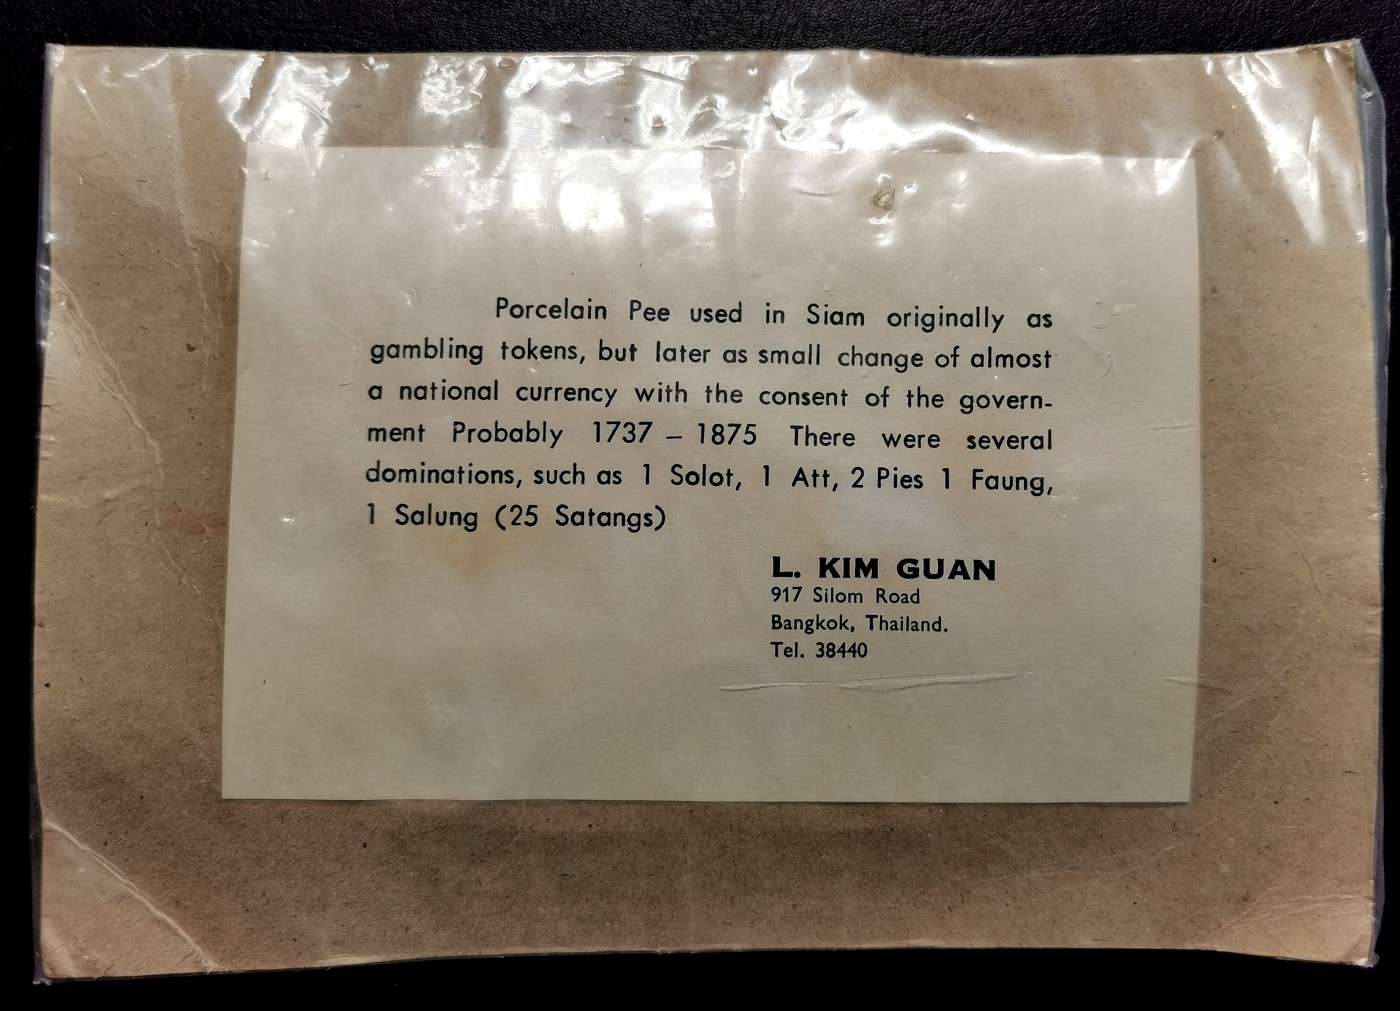 Porcelain Pee used in Siam originally as
gambling tokens, but later as small change of almost
a national currency with the consent of the govern-
ment Probably 1737 – 1875 There were several
dominations, such as 1 Solot, 1 Att, 2 Pies 1 Faung,
1 Salung (25 Satangs)
L. KIM GUAN
917 Silom Road
Bangkok, Thailand.
Tel. 38440